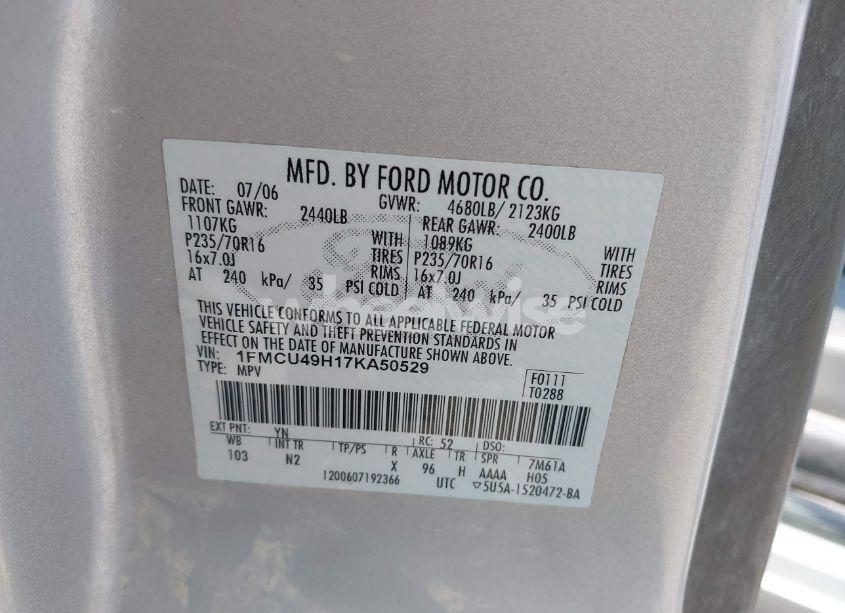 MFD. BY FORD MOTOR CO.
DATE: 07/06 GVWR: 4680LB/ 2123KG
FRONT GAWR: 2440LB REAR GAWR: 2400LB
1107KG WITH 1089KG WITH
P235/70R16 TIRES P235/70R16 TIRES
16x7.0J RIMS 16x7.0J RIMS
AT 240 kPa/ 35 PSI COLD AT 240 kPa/ 35 PSI COLD
wheelwise
THIS VEHICLE CONFORMS TO ALL APPLICABLE FEDERAL MOTOR
VEHICLE SAFETY AND THEFT PREVENTION STANDARDS IN
EFFECT ON THE DATE OF MANUFACTURE SHOWN ABOVE.
VIN: 1FMCU49H17KA50529
TYPE: MPV
F0111
T0288
EXT PNT: YN RC: 52 DSO:
WB INT TR TP/PS R AXLE TR SPR 7M61A
103 N2 X 96 H AAAA H05
1200607192366 UTC ▽5U5A-1520472-BA